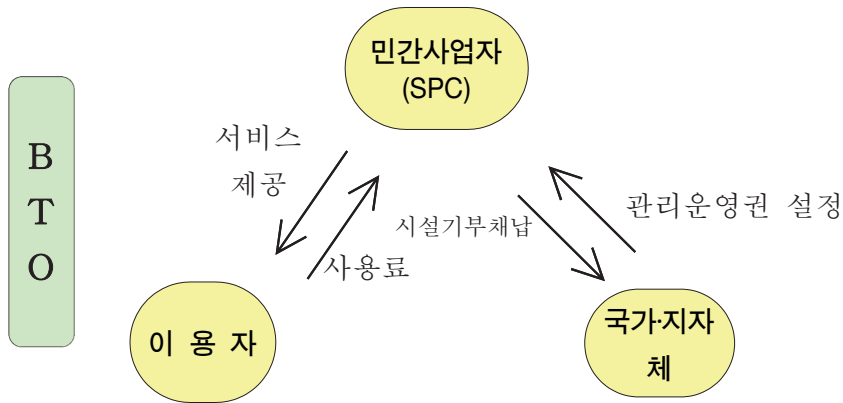 민간사업자
(SPC)
B
T
O
서비스
제공
사용료
시설기부채납
관리운영권 설정
이 용 자
국가·지자
체